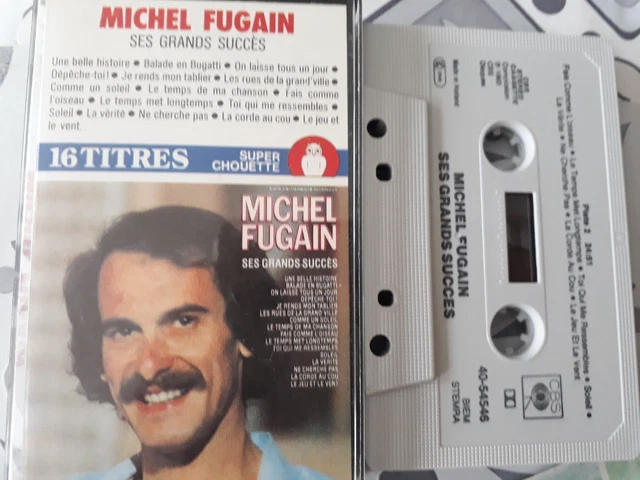 MICHEL FUGAIN
SES GRANDS SUCCÈS
Une belle histoire • Balade en Bugatti • On laisse tous un jour •
Dépêche-toi! • Je rends mon tablier • Les rues de la grand'ville •
Comme un soleil • Le temps de ma chanson • Fais comme
l'oiseau • Le temps met longtemps • Toi qui me ressembles •
Soleil • La vérité • Ne cherche pas • La corde au cou • Le jeu et
le vent.
16 TITRES
SUPER
CHOUETTE
MICHEL
FUGAIN
SES GRANDS SUCCÈS
UNE BELLE HISTOIRE
BALADE EN BUGATTI
ON LAISSE TOUS UN JOUR
DÉPÊCHE TOI!
JE RENDS MON TABLIER
LES RUES DE LA GRAND VILLE
COMME UN SOLEIL
LE TEMPS DE MA CHANSON
FAIS COMME L'OISEAU
LE TEMPS MET LONGTEMPS
TOI QUI ME RESSEMBLES
SOLEIL
LA VÉRITÉ
NE CHERCHE PAS
LA CORDE AU COU
LE JEU ET LE VENT
Face 2 24:51
Fais Comme L'oiseau • Le Temps Met Longtemps • Toi Qui Me Ressembles • Soleil •
La Vérité • Ne Cherche Pas • La Corde Au Cou • Le Jeu Et Le Vent
MICHEL FUGAIN
SES GRANDS SUCCES
40-54546
BIEM
STEMRA
CBS
Made in Holland